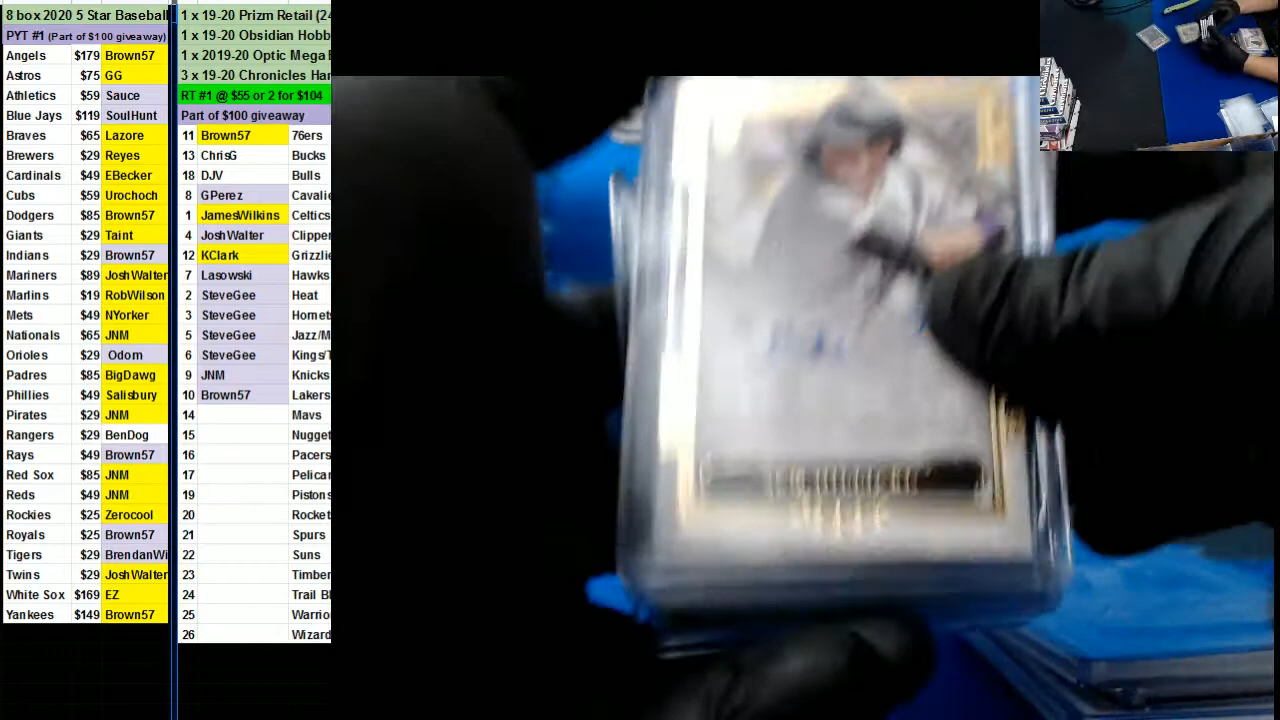 8 box 2020 5 Star Baseball
PYT #1 (Part of $100 giveaway)
Angels $179 Brown57
Astros $75 GG
Athletics $59 Sauce
Blue Jays $119 SoulHunt
Braves $65 Lazore
Brewers $29 Reyes
Cardinals $49 EBecker
Cubs $59 Urochoch
Dodgers $85 Brown57
Giants $29 Taint
Indians $29 Brown57
Mariners $89 JoshWalter
Marlins $19 RobWilson
Mets $49 NYorker
Nationals $65 JNM
Orioles $29 Odom
Padres $85 BigDawg
Phillies $49 Salisbury
Pirates $29 JNM
Rangers $29 BenDog
Rays $49 Brown57
Red Sox $85 JNM
Reds $49 JNM
Rockies $25 Zerocool
Royals $25 Brown57
Tigers $29 BrendanWi
Twins $29 JoshWalter
White Sox $169 EZ
Yankees $149 Brown57
1 x 19-20 Prizm Retail (24
1 x 19-20 Obsidian Hobb
1 x 2019-20 Optic Mega
3 x 19-20 Chronicles Han
RT #1 @ $55 or 2 for $104
Part of $100 giveaway
11 Brown57 76ers
13 ChrisG Bucks
18 DJV Bulls
8 GPerez Cavalie
1 JamesWilkins Celtics
4 JoshWalter Clipper
12 KClark Grizzlie
7 Lasowski Hawks
2 SteveGee Heat
3 SteveGee Hornet
5 SteveGee Jazz/M
6 SteveGee Kings/T
9 JNM Knicks
10 Brown57 Lakers
14 Mavs
15 Nugget
16 Pacers
17 Pelica
19 Pistons
20 Rocket
21 Spurs
22 Suns
23 Timber
24 Trail Bl
25 Warrio
26 Wizard